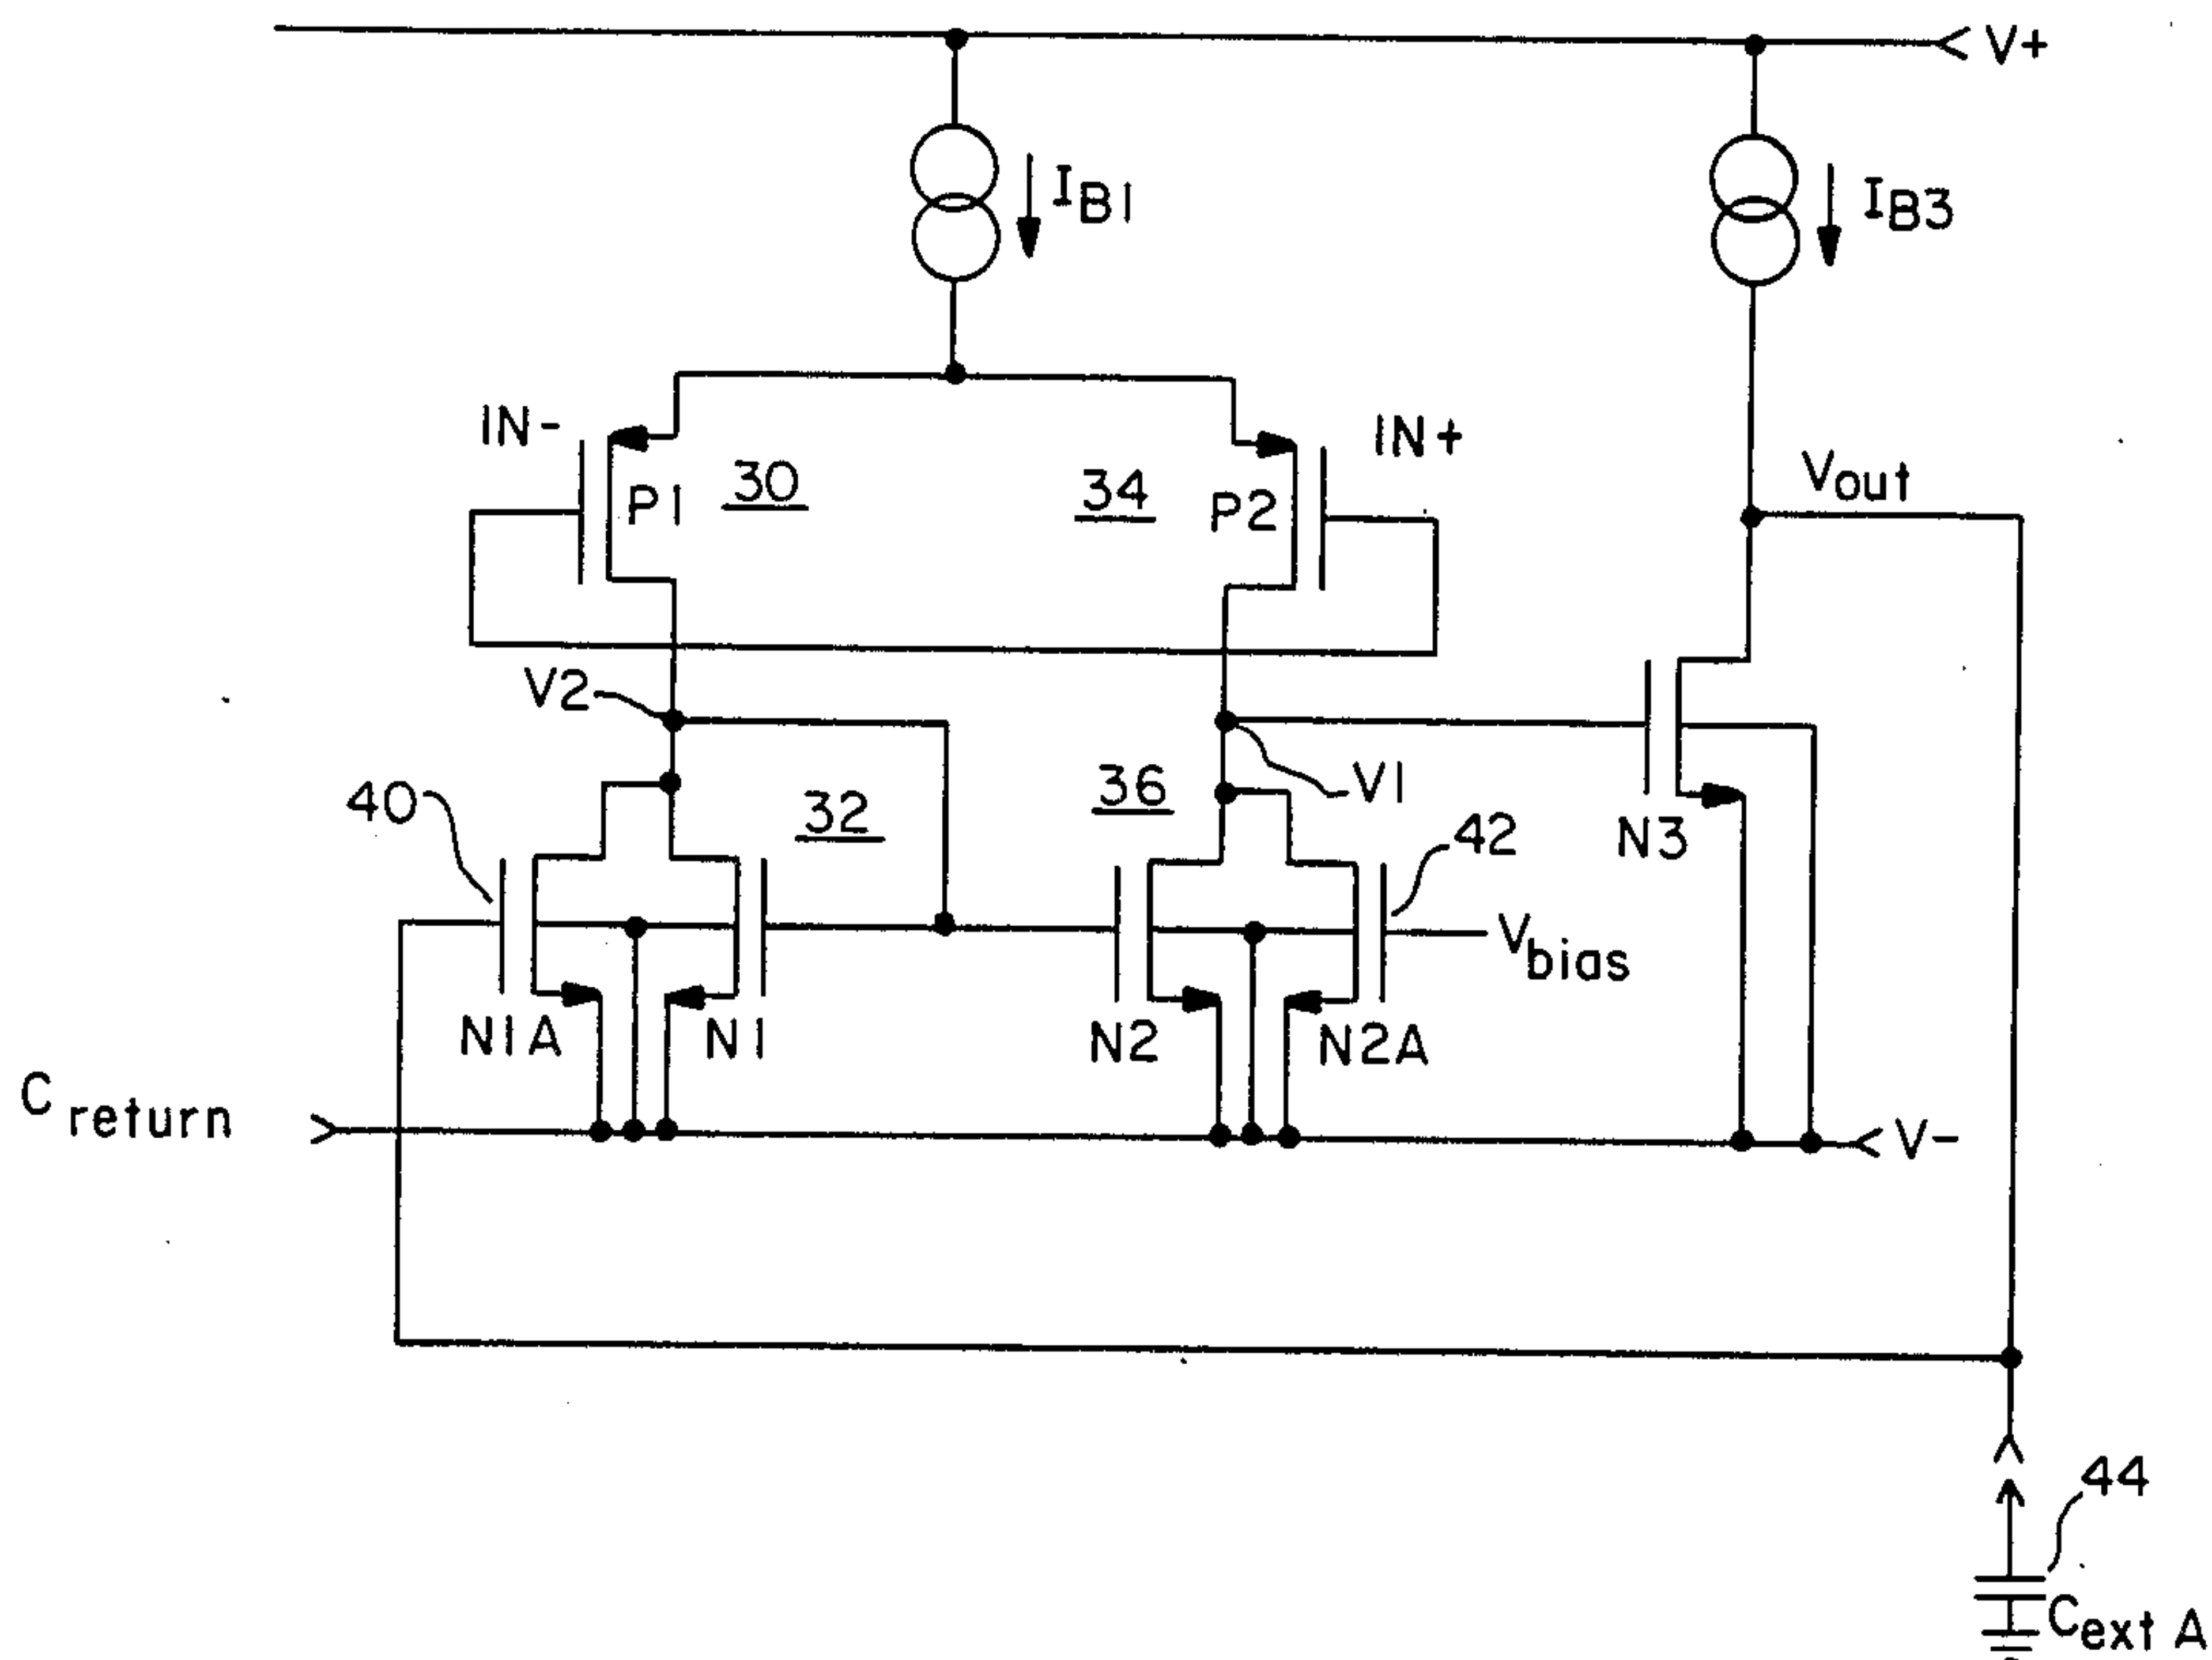 V+
IB1
IB3
IN-
IN+
P1
30
34
P2
Vout
V2
V1
40
32
36
42
N3
Vbias
N1A
N1
N2
N2A
Creturn
V-
44
Cext A